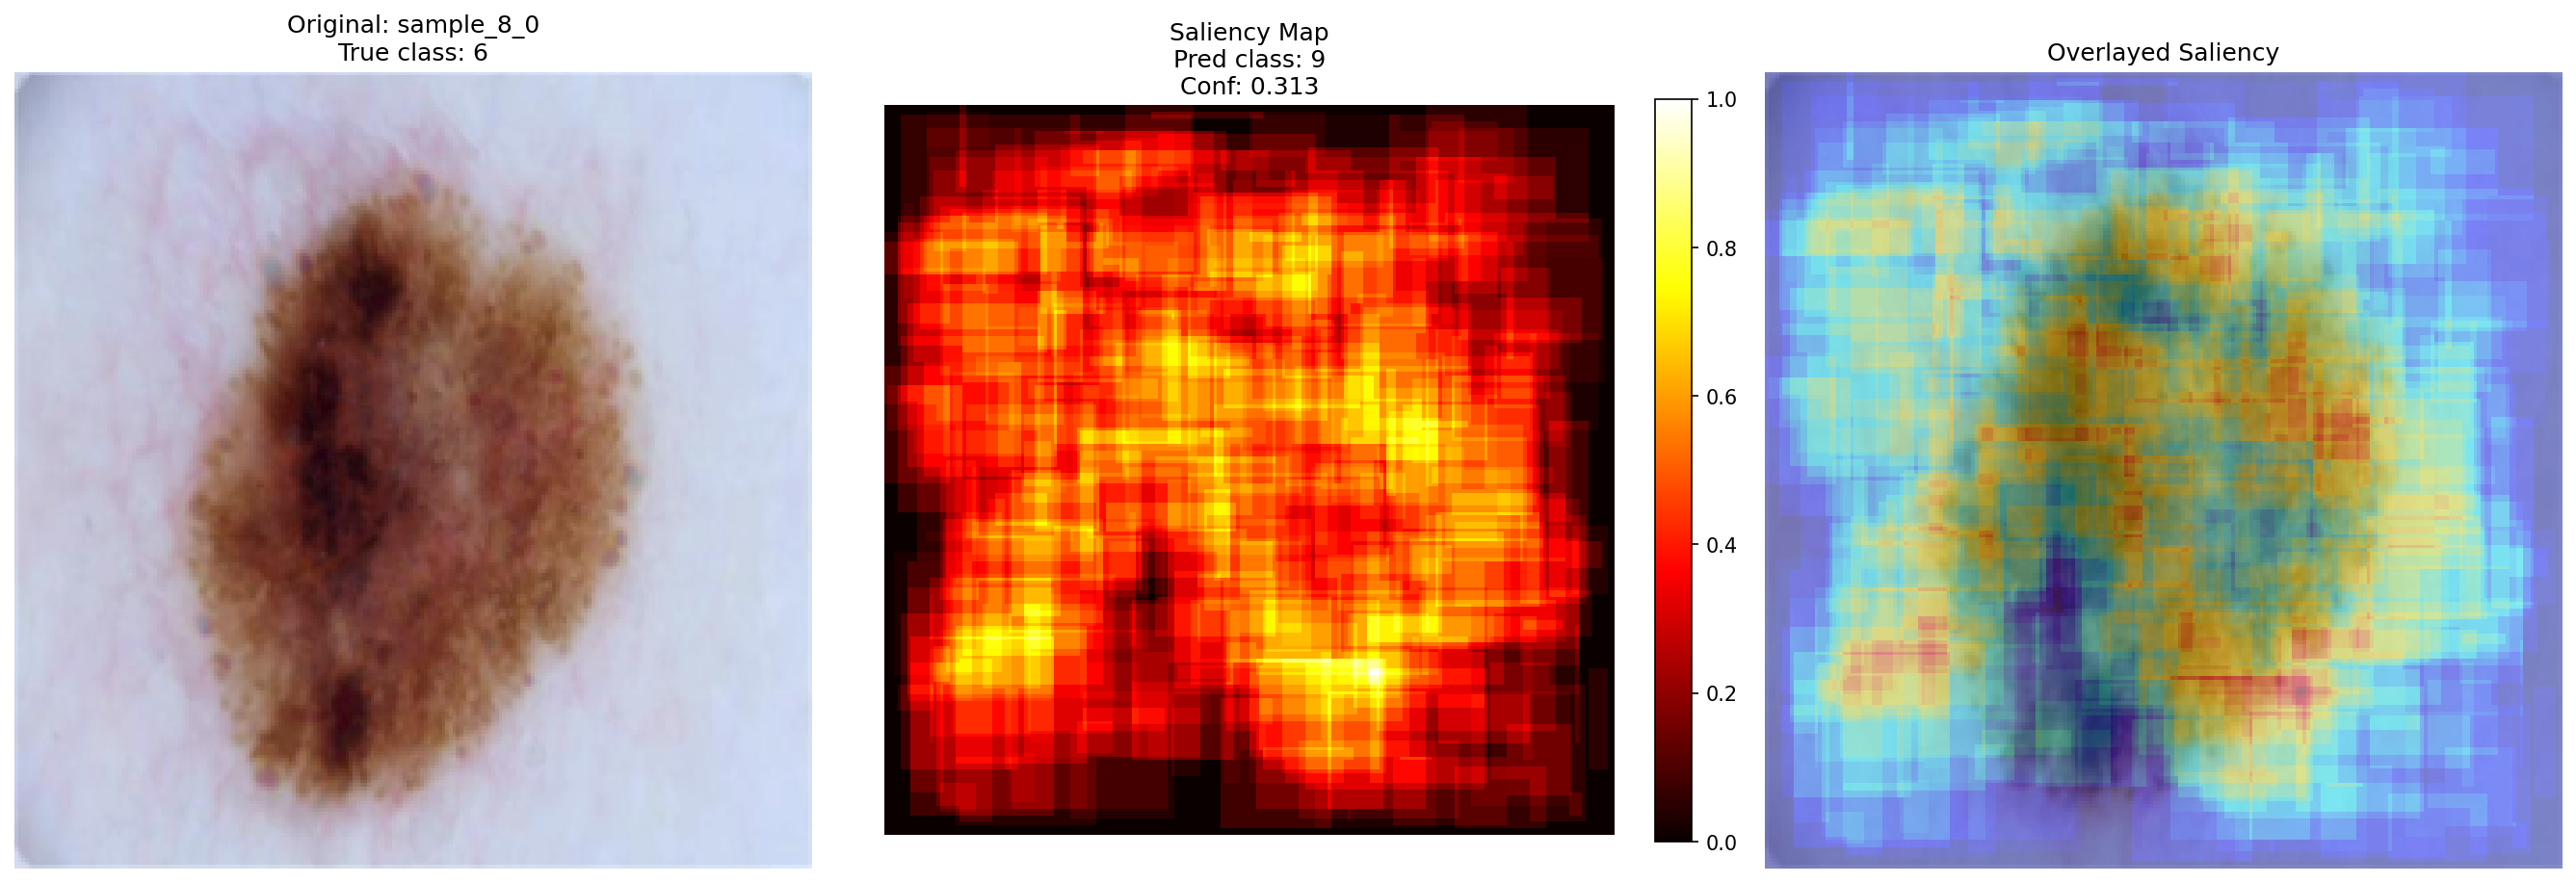 Original: sample_8_0
True class: 6
Saliency Map
Pred class: 9
Conf: 0.313
1.0
0.8
0.6
0.4
0.2
0.0
Overlayed Saliency